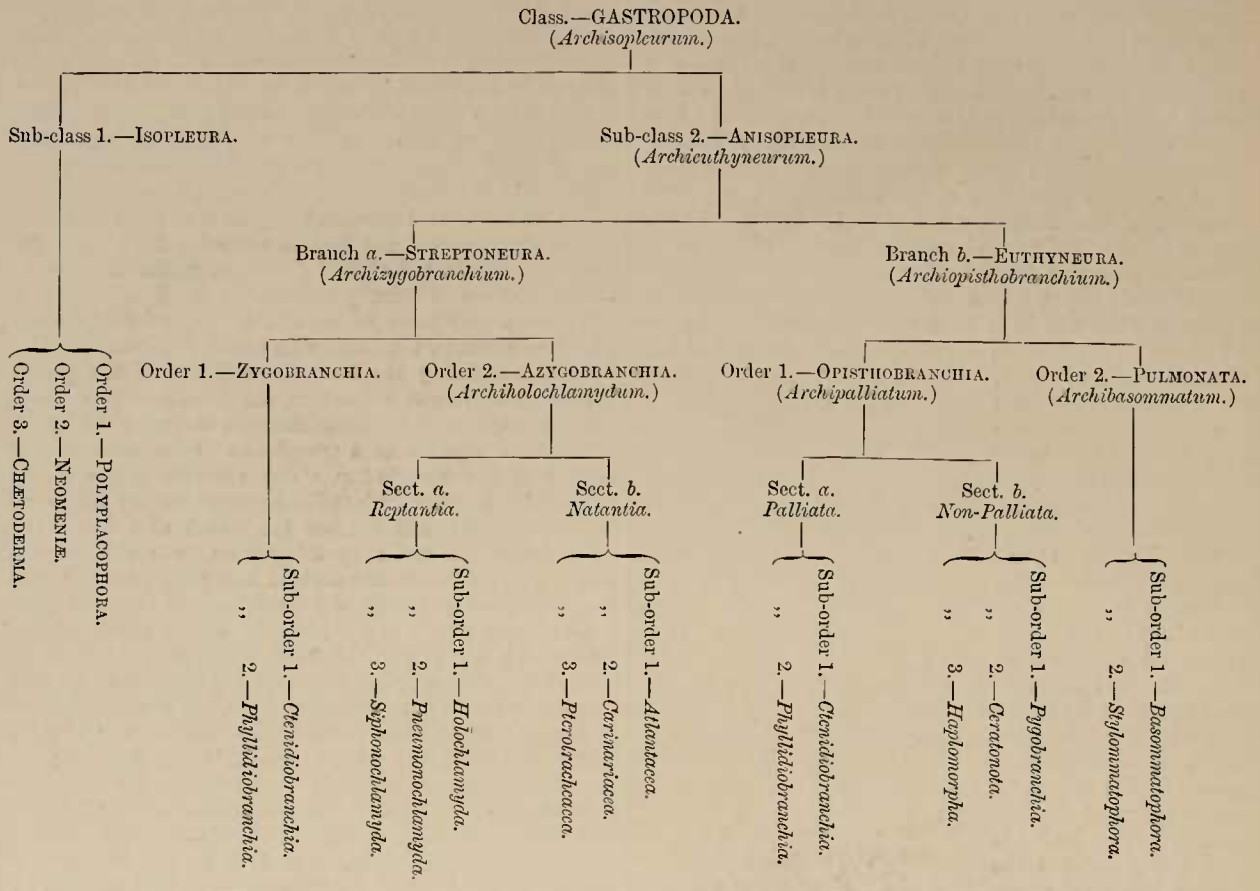 Class.—GASTROPODA.
(Archisopleurum.)
Sub-class 1.—ISOPLEURA.
Sub-class 2.—ANISOPLEURA.
(Archieuthyneurum.)
Branch a.—STREPTONEURA.
(Archizygobranchium.)
Branch b.—EUTHYNEURA.
(Archiopisthobranchium.)
Order 1.—POLYPLACOPHORA.
Order 2.—NEOMENIÆ.
Order 3.—CHÆTODERMA.
Order 1.—ZYGOBRANCHIA.
Order 2.—AZYGOBRANCHIA.
(Archiholochlamydum.)
Order 1.—OPISTHOBRANCHIA.
(Archipalliatum.)
Order 2.—PULMONATA.
(Archibasommatum.)
Sect. a.
Reptantia.
Sect. b.
Natantia.
Sect. a.
Palliata.
Sect. b.
Non-Palliata.
Sub-order 1.—Ctenidiobranchia.
,, 2.—Phyllidiobranchia.
Sub-order 1.—Holochlamyda.
,, 2.—Pneumonochlamyda.
,, 3.—Siphonochlamyda.
Sub-order 1.—Atlantacea.
,, 2.—Carinariacea.
,, 3.—Pterotrachæacea.
Sub-order 1.—Ctenidiobranchia.
,, 2.—Phyllidiobranchia.
Sub-order 1.—Pygobranchia.
,, 2.—Ceratonota.
,, 3.—Haplomorpha.
Sub-order 1.—Basommatophora.
,, 2.—Stylommatophora.